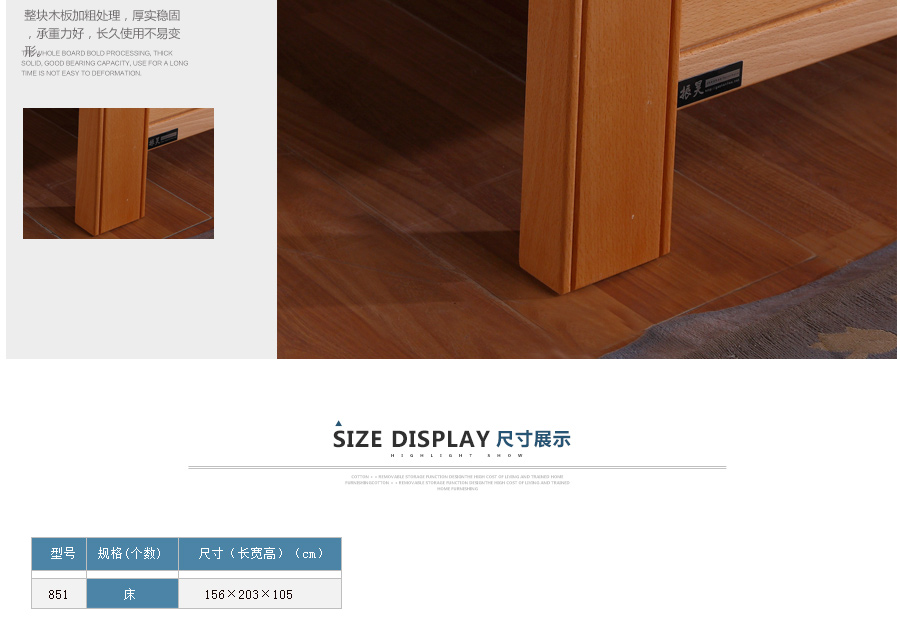 整块木板加粗处理，厚实稳固
，承重力好，长久使用不易变
形。
THE WHOLE BOARD BOLD PROCESSING, THICK
SOLID, GOOD BEARING CAPACITY, USE FOR A LONG
TIME IS NOT EASY TO DEFORMATION.
SIZE DISPLAY 尺寸展示
HIGHLIGHT SHOW
型号 规格(个数) 尺寸（长宽高）（cm）
851 床 156×203×105